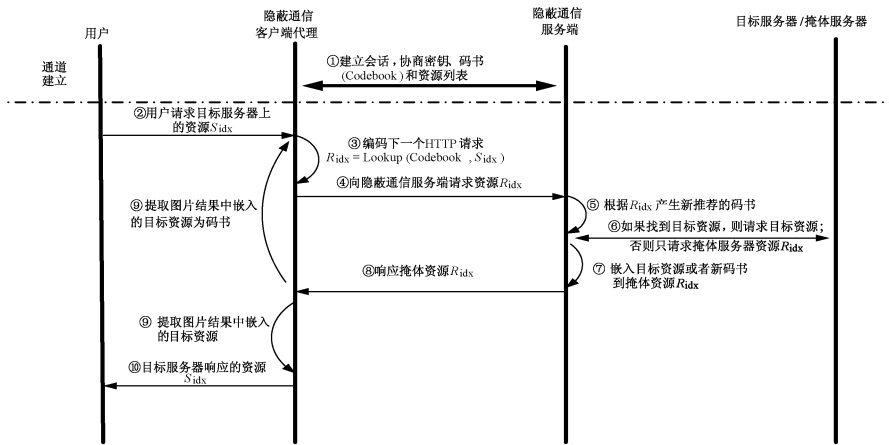 用户
隐蔽通信
客户端代理
隐蔽通信
服务端
目标服务器/掩体服务器
通道
建立
①建立会话,协商密钥、码书
(Codebook)和资源列表
②用户请求目标服务器上
的资源Sidx
③编码下一个HTTP 请求
Ridx = Lookup (Codebook , Sidx)
④向隐蔽通信服务端请求资源Ridx
⑤根据Ridx产生新推荐的码书
⑥如果找到目标资源,则请求目标资源;
否则只请求掩体服务器资源Ridx
⑦ 嵌入目标资源或者新码书
到掩体资源Ridx
⑧响应掩体资源Ridx
⑨提取图片结果中嵌入
的目标资源为码书
⑨ 提取图片结果中嵌入
的目标资源
⑩目标服务器响应的资源
Sidx